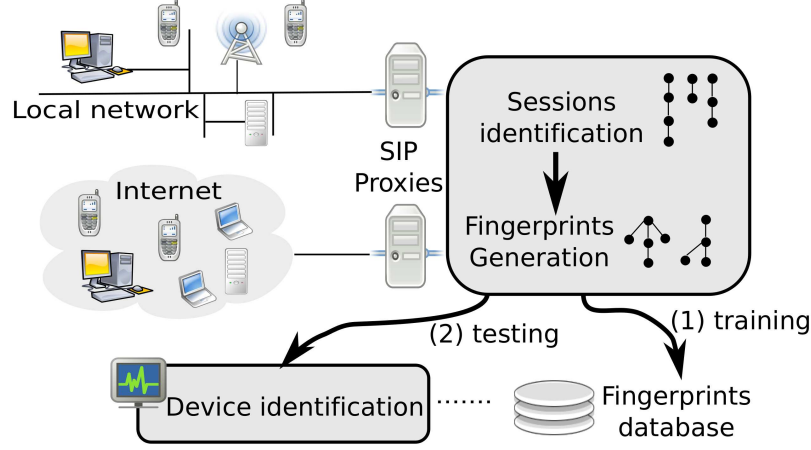 Local network
Internet
SIP
Proxies
Sessions
identification
Fingerprints
Generation
(2) testing
(1) training
Device identification
.......
Fingerprints
database